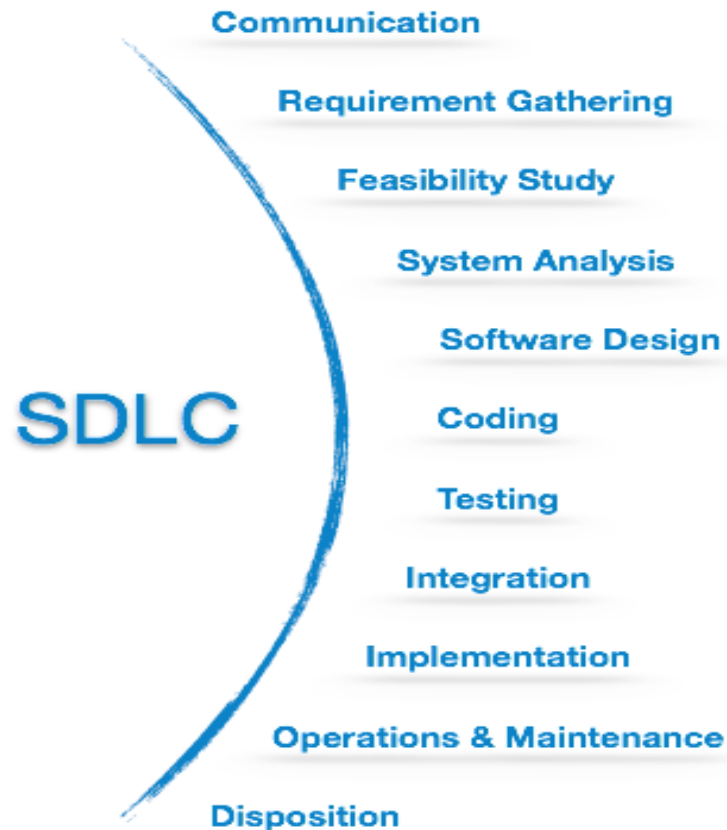 Communication
Requirement Gathering
Feasibility Study
System Analysis
Software Design
SDLC
Coding
Testing
Integration
Implementation
Operations & Maintenance
Disposition